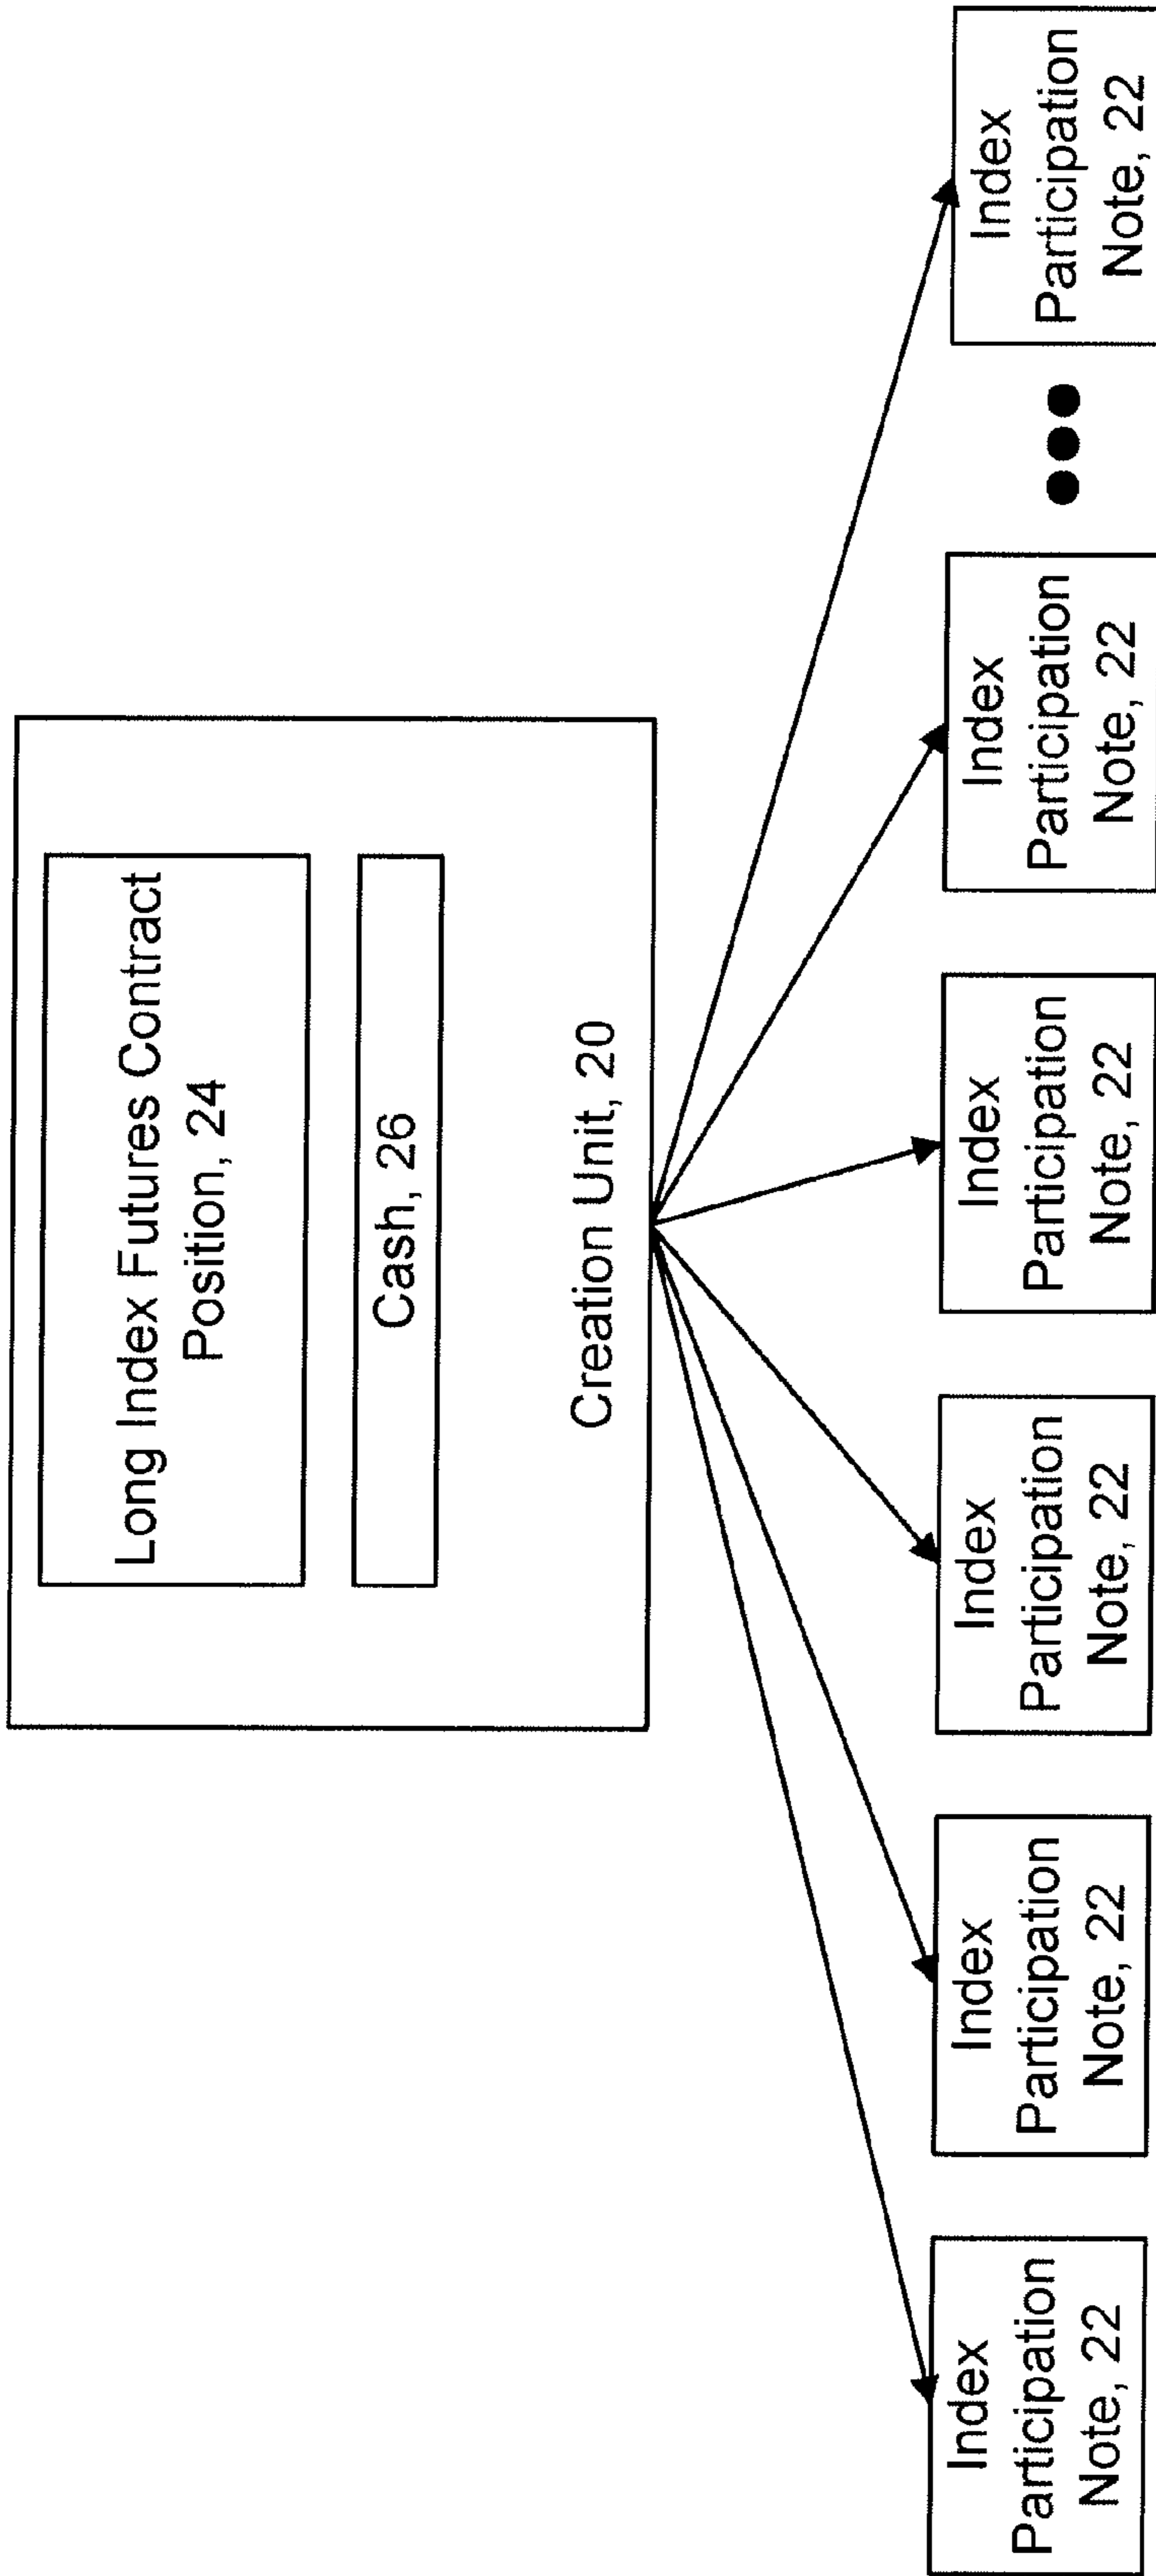 Long Index Futures Contract
Position, 24
Cash, 26
Creation Unit, 20
Index
Participation
Note, 22
Index
Participation
Note, 22
Index
Participation
Note, 22
Index
Participation
Note, 22
Index
Participation
Note, 22
Index
Participation
Note, 22